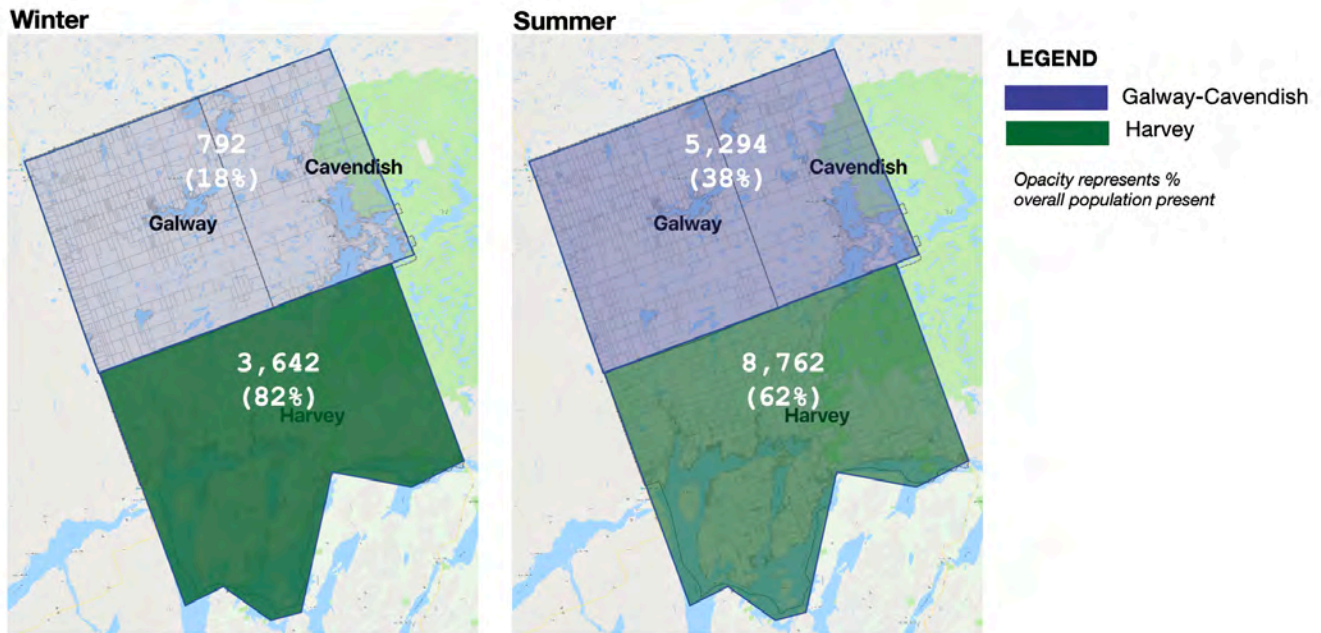 Winter
792
(18%)
Cavendish
Galway
3,642
(82%)
Harvey
Summer
5,294
(38%)
Cavendish
Galway
8,762
(62%)
Harvey
LEGEND
Galway-Cavendish
Harvey
Opacity represents %
overall population present